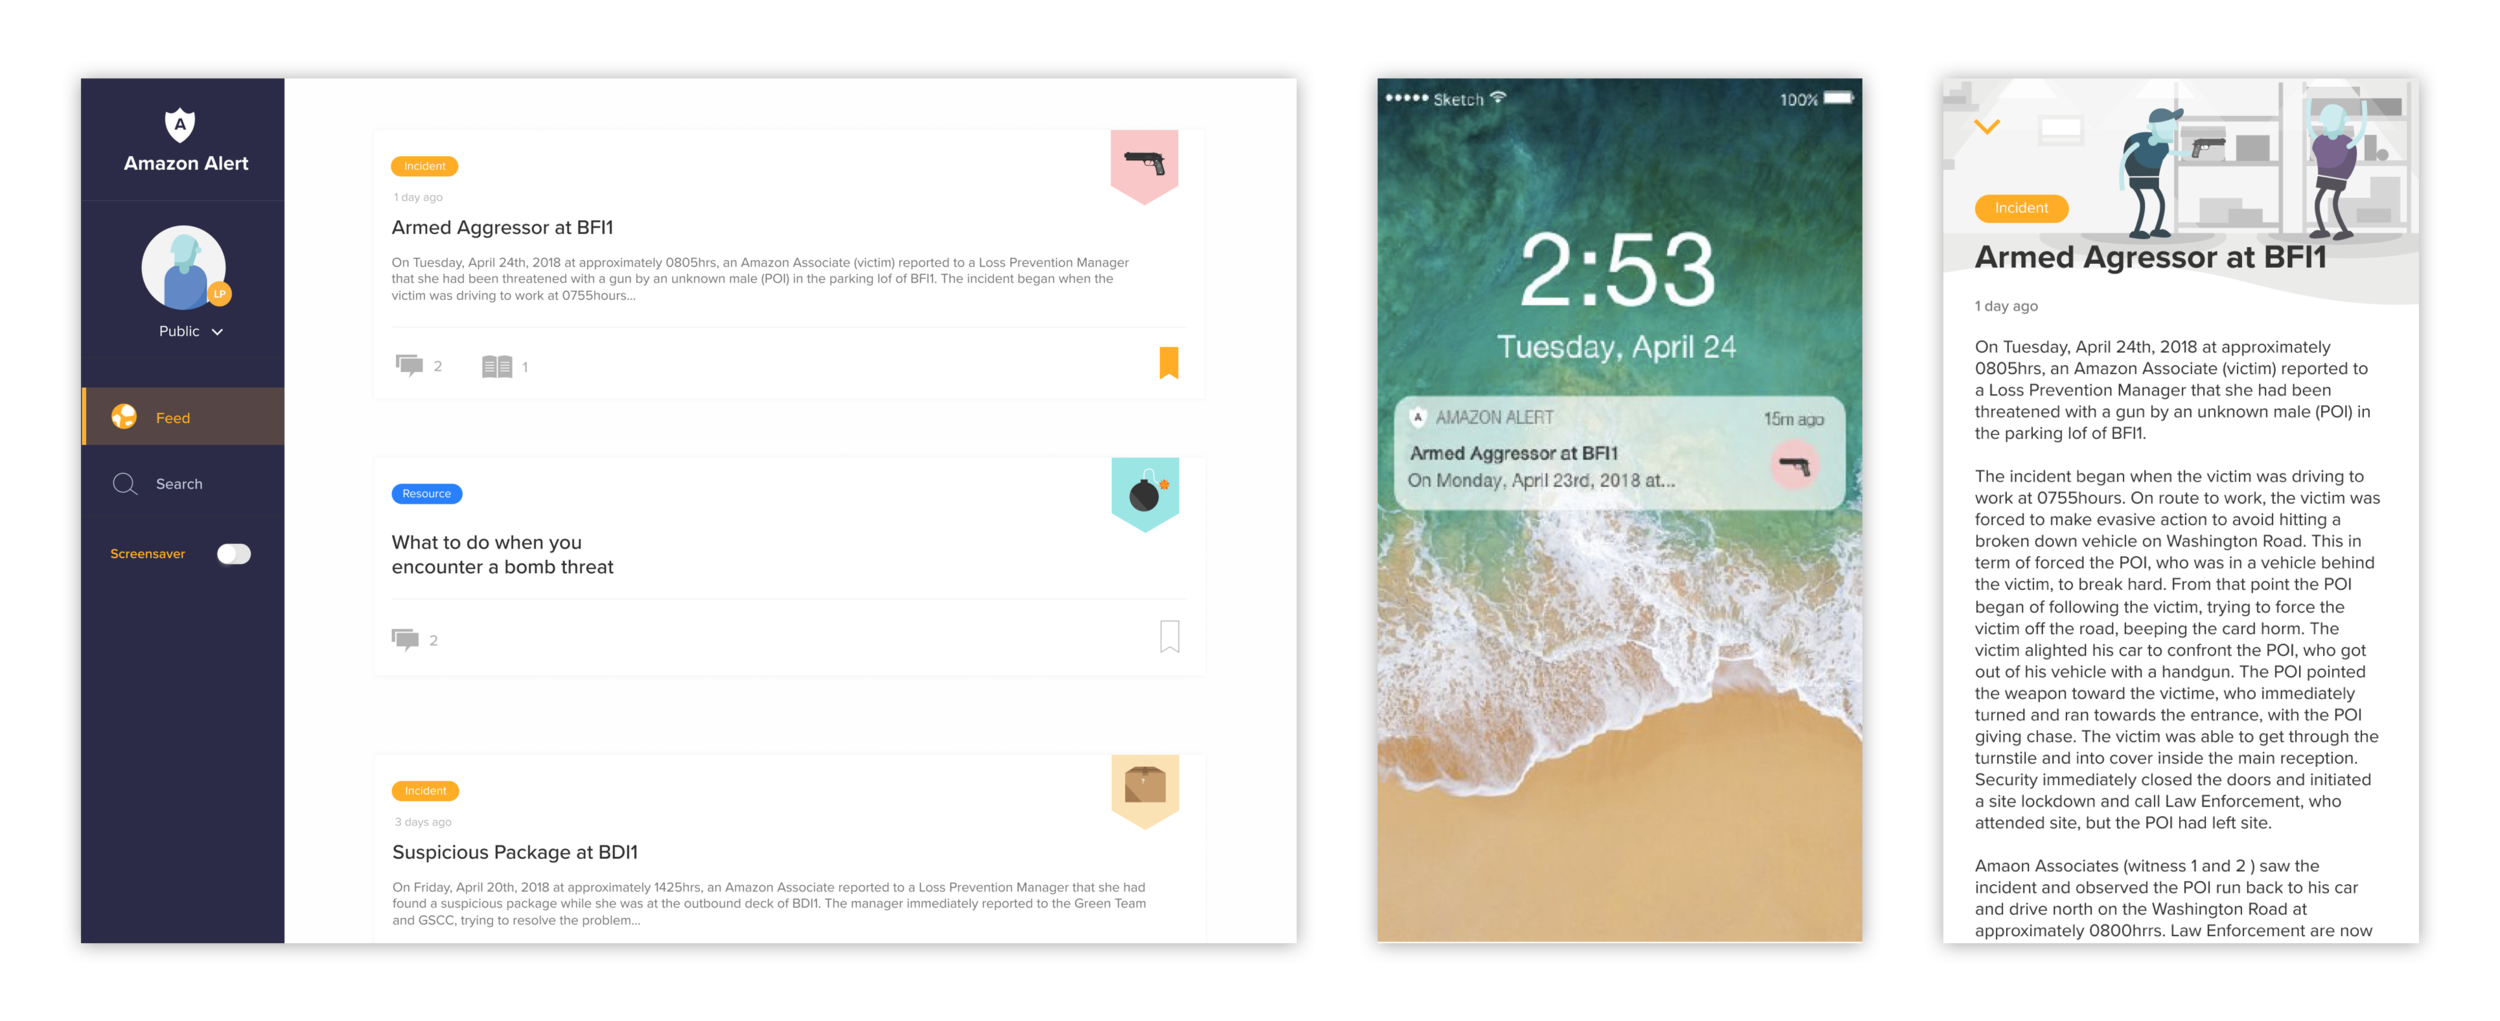 A
Amazon Alert
LP
Public
Feed
Search
Screensaver
Incident
1 day ago
Armed Aggressor at BFI1
On Tuesday, April 24th, 2018 at approximately 0805hrs, an Amazon Associate (victim) reported to a Loss Prevention Manager
that she had been threatened with a gun by an unknown male (POI) in the parking lof of BFI1. The incident began when the
victim was driving to work at 0755hours...
2
1
Resource
What to do when you
encounter a bomb threat
2
Incident
3 days ago
Suspicious Package at BDI1
On Friday, April 20th, 2018 at approximately 1425hrs, an Amazon Associate reported to a Loss Prevention Manager that she had
found a suspicious package while she was at the outbound deck of BDI1. The manager immediately reported to the Green Team
and GSCC, trying to resolve the problem...
Sketch 100%
2:53
Tuesday, April 24
A AMAZON ALERT 15m ago
Armed Aggressor at BFI1
On Monday, April 23rd, 2018 at...
Incident
Armed Agressor at BFI1
1 day ago
On Tuesday, April 24th, 2018 at approximately
0805hrs, an Amazon Associate (victim) reported to
a Loss Prevention Manager that she had been
threatened with a gun by an unknown male (POI) in
the parking lof of BFI1.
The incident began when the victim was driving to
work at 0755hours. On route to work, the victim was
forced to make evasive action to avoid hitting a
broken down vehicle on Washington Road. This in
term of forced the POI, who was in a vehicle behind
the victim, to break hard. From that point the POI
began of following the victim, trying to force the
victim off the road, beeping the card horm. The
victim alighted his car to confront the POI, who got
out of his vehicle with a handgun. The POI pointed
the weapon toward the victime, who immediately
turned and ran towards the entrance, with the POI
giving chase. The victim was able to get through the
turnstile and into cover inside the main reception.
Security immediately closed the doors and initiated
a site lockdown and call Law Enforcement, who
attended site, but the POI had left site.
Amaon Associates (witness 1 and 2 ) saw the
incident and observed the POI run back to his car
and drive north on the Washington Road at
approximately 0800hrrs. Law Enforcement are now